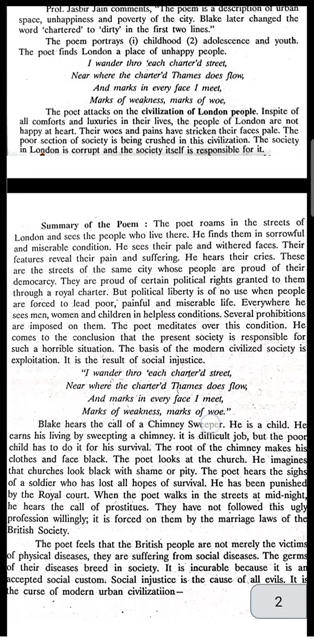 Prof. Jasbir Jain comments, "The poem is a description of urban
space, unhappiness and poverty of the city. Blake later changed the
word 'chartered' to 'dirty' in the first two lines."
The poem portrays (i) childhood (2) adolescence and youth.
The poet finds London a place of unhappy people.
I wander thro 'each charter'd street,
Near where the charter'd Thames does flow,
And marks in every face I meet,
Marks of weakness, marks of woe,
The poet attacks on the civilization of London people. Inspite of
all comforts and luxuries in their lives, the people of London are not
happy at heart. Their woes and pains have stricken their faces pale. The
poor section of society is being crushed in this civilization. The society
in London is corrupt and the society itself is responsible for it.
Summary of the Poem : The poet roams in the streets of
London and sees the people who live there. He finds them in sorrowful
and miserable condition. He sees their pale and withered faces. Their
features reveal their pain and suffering. He hears their cries. These
are the streets of the same city whose people are proud of their
democarcy. They are proud of certain political rights granted to them
through a royal charter. But political liberty is of no use when people
are forced to lead poor, painful and miserable life. Everywhere he
sees men, women and children in helpless conditions. Several prohibitions
are imposed on them. The poet meditates over this condition. He
comes to the conclusion that the present society is responsible for
such a horrible situation. The basis of the modern civilized society is
exploitation. It is the result of social injustice.
"I wander thro 'each char'terd street,
Near where the charter'd Thames does flow,
And marks in every face I meet,
Marks of weakness, marks of woe."
Blake hears the call of a Chimney Sweeper. He is a child. He
earns his living by sweepting a chimney. it is difficult job, but the poor
child has to do it for his survival. The root of the chimney makes his
clothes and face black. The poet looks at the church. He imagines
that churches look black with shame or pity. The poet hears the sighs
of a soldier who has lost all hopes of survival. He has been punished
by the Royal court. When the poet walks in the streets at mid-night,
he hears the call of prostitues. They have not followed this ugly
profession willingly; it is forced on them by the marriage laws of the
British Society.
The poet feels that the British people are not merely the victims
of physical diseases, they are suffering from social diseases. The germs
of their diseases breed in society. It is incurable because it is an
accepted social custom. Social injustice is the cause of all evils. It is
the curse of modern urban civilizatiion—
2